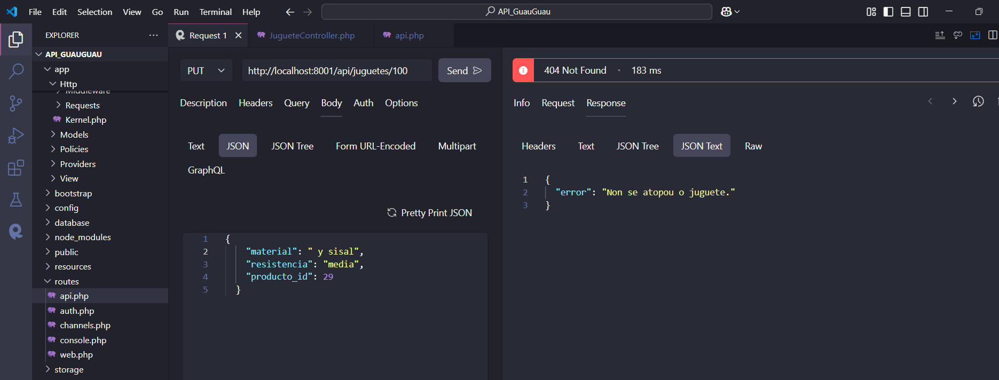 File Edit Selection View Go Run Terminal Help API_GuauGuau
EXPLORER
Request 1 JugueteController.php api.php
API_GUAUGUAU
app
Http
Middleware
Requests
Kernel.php
Models
Policies
Providers
View
bootstrap
config
database
node_modules
public
resources
routes
api.php
auth.php
channels.php
console.php
web.php
storage
PUT http://localhost:8001/api/juguetes/100 Send
Description Headers Query Body Auth Options
Text JSON JSON Tree Form URL-Encoded Multipart
GraphQL
Pretty Print JSON
1 {
2 "material": " y sisal",
3 "resistencia": "media",
4 "producto_id": 29
5 }
404 Not Found · 183 ms
Info Request Response
Headers Text JSON Tree JSON Text Raw
1 {
2 "error": "Non se atopou o juguete."
3 }